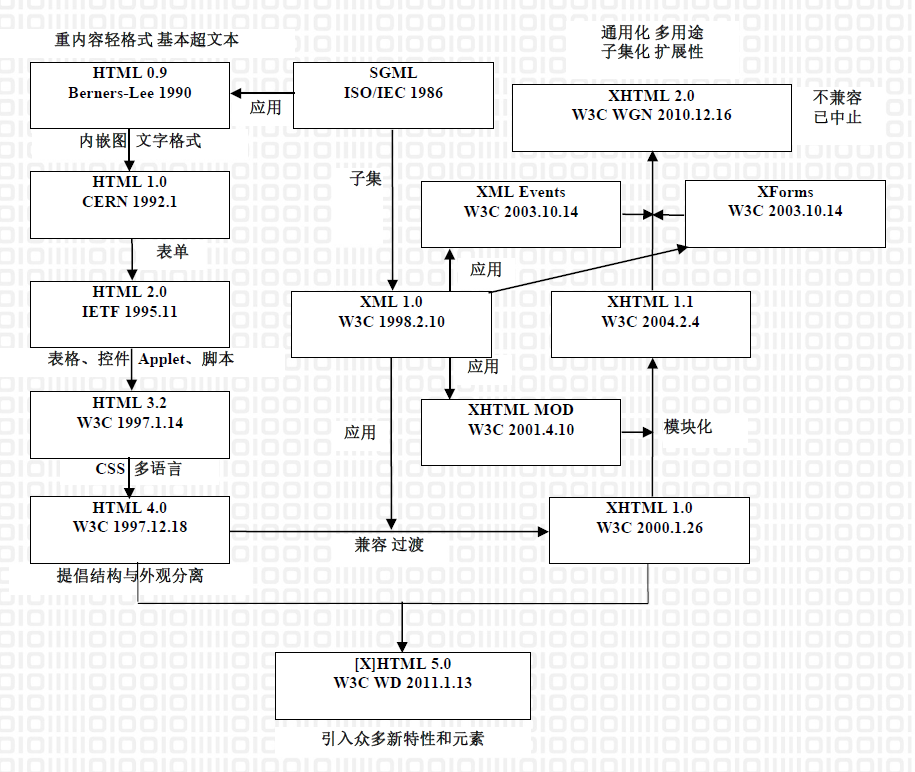 重内容轻格式 基本超文本
HTML 0.9
Berners-Lee 1990
应用
SGML
ISO/IEC 1986
通用化 多用途
子集化 扩展性
XHTML 2.0
W3C WGN 2010.12.16
不兼容
已中止
内嵌图 文字格式
HTML 1.0
CERN 1992.1
子集
XML Events
W3C 2003.10.14
XForms
W3C 2003.10.14
表单
应用
HTML 2.0
IETF 1995.11
XML 1.0
W3C 1998.2.10
XHTML 1.1
W3C 2004.2.4
表格、控件 Applet、脚本
应用
HTML 3.2
W3C 1997.1.14
应用
XHTML MOD
W3C 2001.4.10
模块化
CSS 多语言
HTML 4.0
W3C 1997.12.18
兼容 过渡
XHTML 1.0
W3C 2000.1.26
提倡结构与外观分离
[X]HTML 5.0
W3C WD 2011.1.13
引入众多新特性和元素